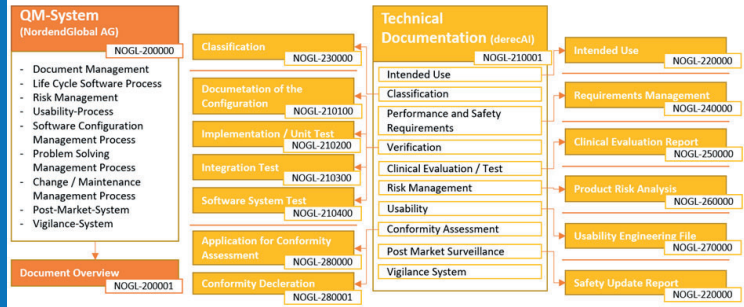 QM-System
(NordendGlobal AG)
NOGL-200000
- Document Management
- Life Cycle Software Process
- Risk Management
- Usability-Process
- Software Configuration
Management Process
- Problem Solving
Management Process
- Change / Maintenance
Management Process
- Post-Market-System
- Vigilance-System
Document Overview
NOGL-200001
Classification
NOGL-230000
Documetation of the
Configuration
NOGL-210100
Implementation / Unit Test
NOGL-210200
Integration Test
NOGL-210300
Software System Test
NOGL-210400
Application for Conformity
Assessment
NOGL-280000
Conformity Decleration
NOGL-280001
Technical
Documentation (derecAI)
NOGL-210001
Intended Use
Classification
Performance and Safety
Requirements
Verification
Clinical Evaluation / Test
Risk Management
Usability
Conformity Assessment
Post Market Surveillance
Vigilance System
Intended Use
NOGL-220000
Requirements Management
NOGL-240000
Clinical Evaluation Report
NOGL-250000
Product Risk Analysis
NOGL-260000
Usability Engineering File
NOGL-270000
Safety Update Report
NOGL-220000